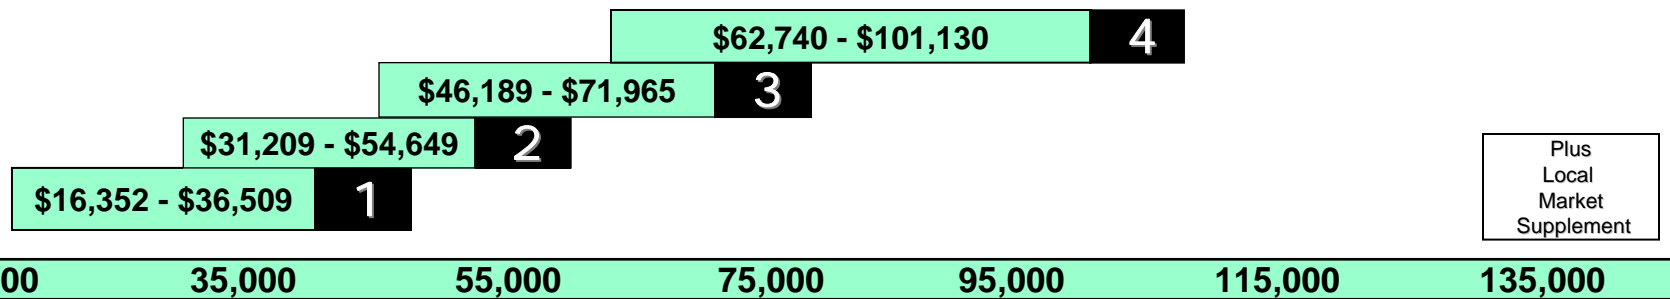 $62,740 - $101,130 4
$46,189 - $71,965 3
$31,209 - $54,649 2
$16,352 - $36,509 1
Plus
Local
Market
Supplement
00 35,000 55,000 75,000 95,000 115,000 135,000